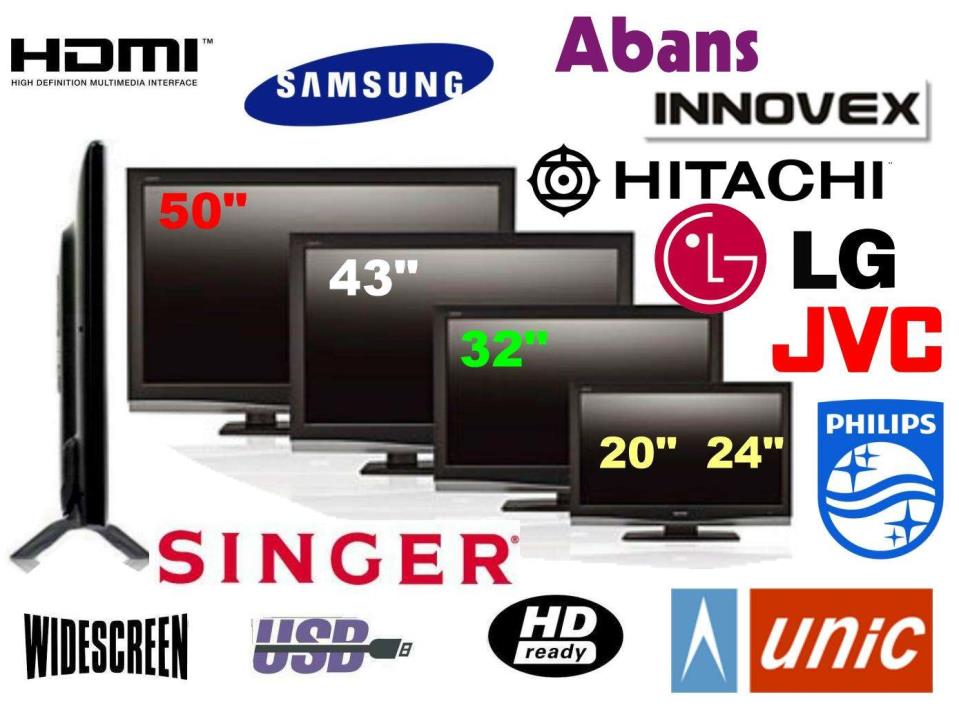 HDMI™
HIGH DEFINITION MULTIMEDIA INTERFACE
SAMSUNG
Abans
INNOVEX
HITACHI
50"
LG
43"
JVC
32"
PHILIPS
20" 24"
SINGER®
WIDESCREEN
USB
HD
ready
unic